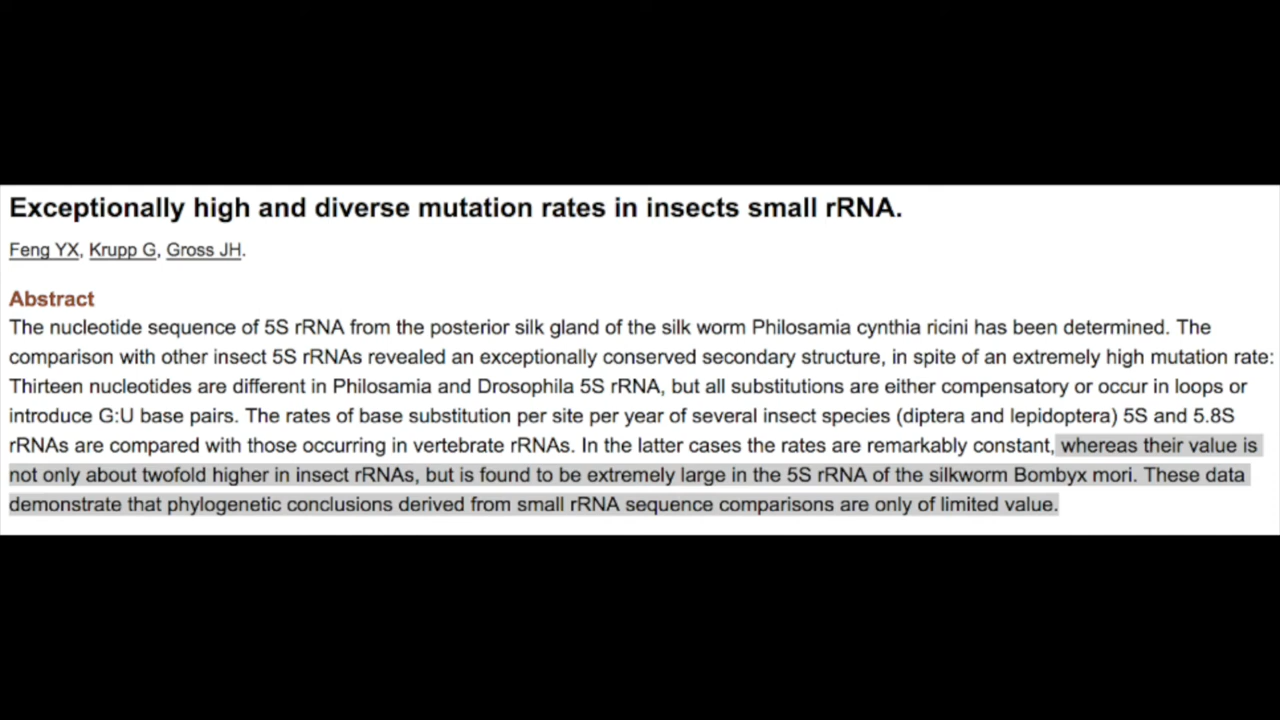 Exceptionally high and diverse mutation rates in insects small rRNA.
Feng YX, Krupp G, Gross JH.
Abstract
The nucleotide sequence of 5S rRNA from the posterior silk gland of the silk worm Philosamia cynthia ricini has been determined. The
comparison with other insect 5S rRNAs revealed an exceptionally conserved secondary structure, in spite of an extremely high mutation rate:
Thirteen nucleotides are different in Philosamia and Drosophila 5S rRNA, but all substitutions are either compensatory or occur in loops or
introduce G:U base pairs. The rates of base substitution per site per year of several insect species (diptera and lepidoptera) 5S and 5.8S
rRNAs are compared with those occurring in vertebrate rRNAs. In the latter cases the rates are remarkably constant, whereas their value is
not only about twofold higher in insect rRNAs, but is found to be extremely large in the 5S rRNA of the silkworm Bombyx mori. These data
demonstrate that phylogenetic conclusions derived from small rRNA sequence comparisons are only of limited value.